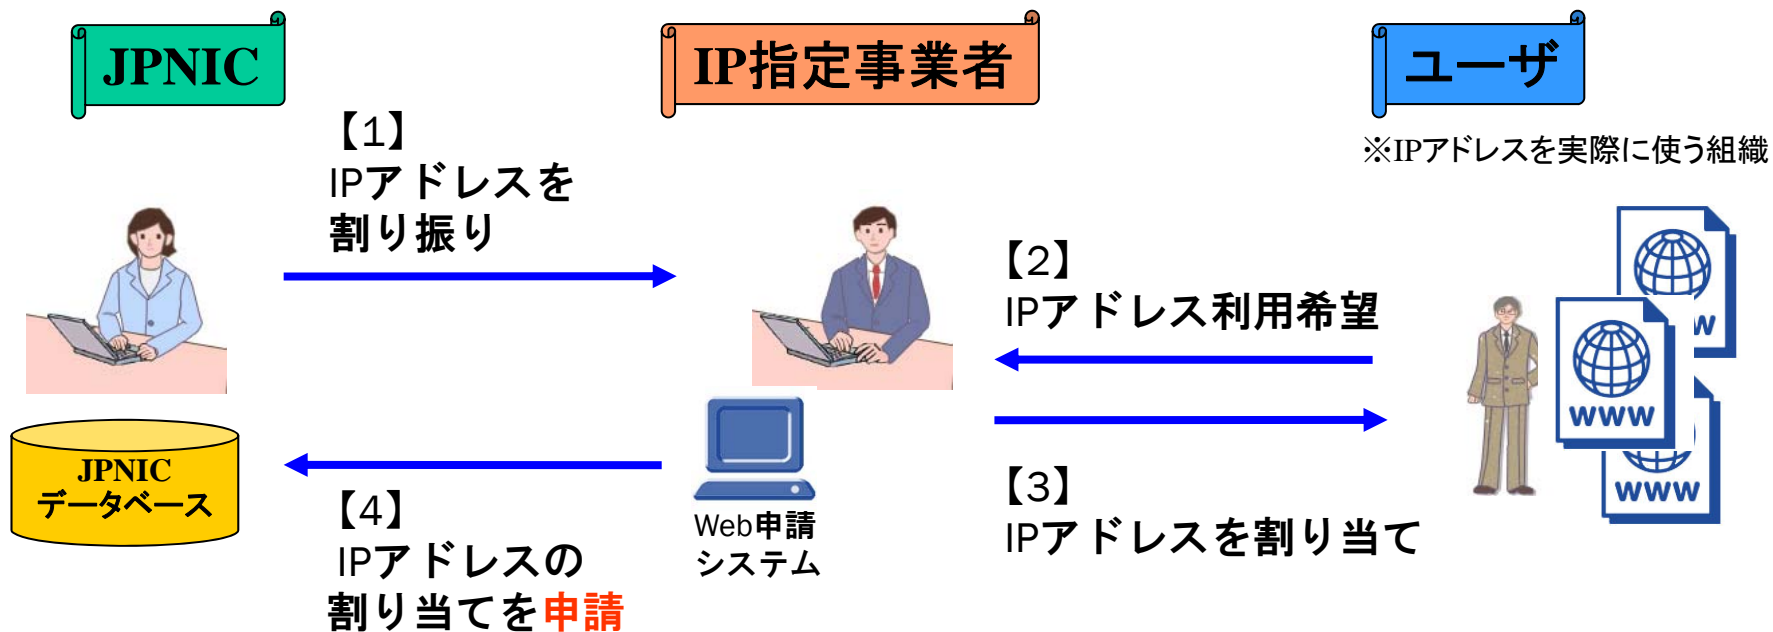 JPNIC
IP指定事業者
ユーザ
※IPアドレスを実際に使う組織
【1】
IPアドレスを
割り振り
【2】
IPアドレス利用希望
【3】
IPアドレスを割り当て
【4】
IPアドレスの
割り当てを申請
JPNIC
データベース
Web申請
システム
W
WWW
WWW